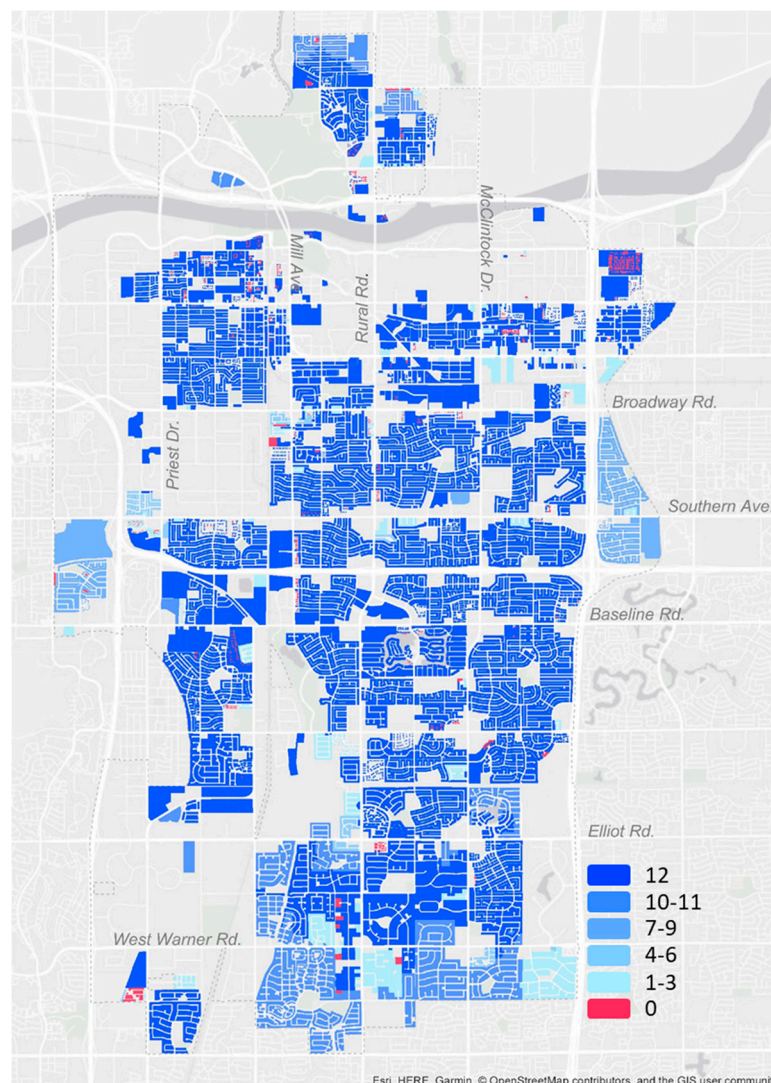 McClintock Dr.
Mill Ave
Rural Rd.
Broadway Rd.
Priest Dr.
Southern Ave.
Baseline Rd.
Elliot Rd.
12
10-11
West Warner Rd.
7-9
4-6
1-3
0
Esri, HERE, Garmin, © OpenStreetMap contributors, and the GIS user communi